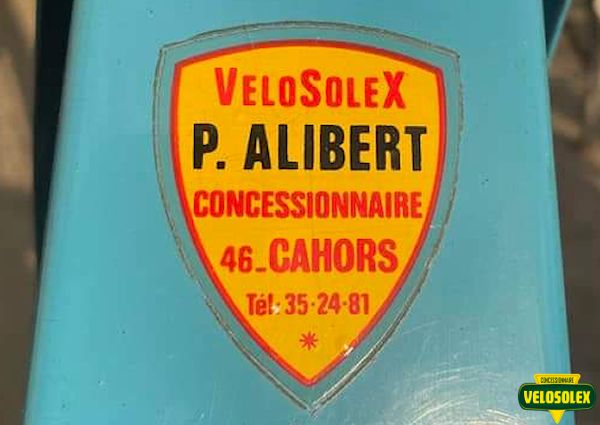 VELOSOLEX
P. ALIBERT
CONCESSIONNAIRE
46_CAHORS
Tél·35·24·81
*
CONCESSIONNAIRE
VELOSOLEX